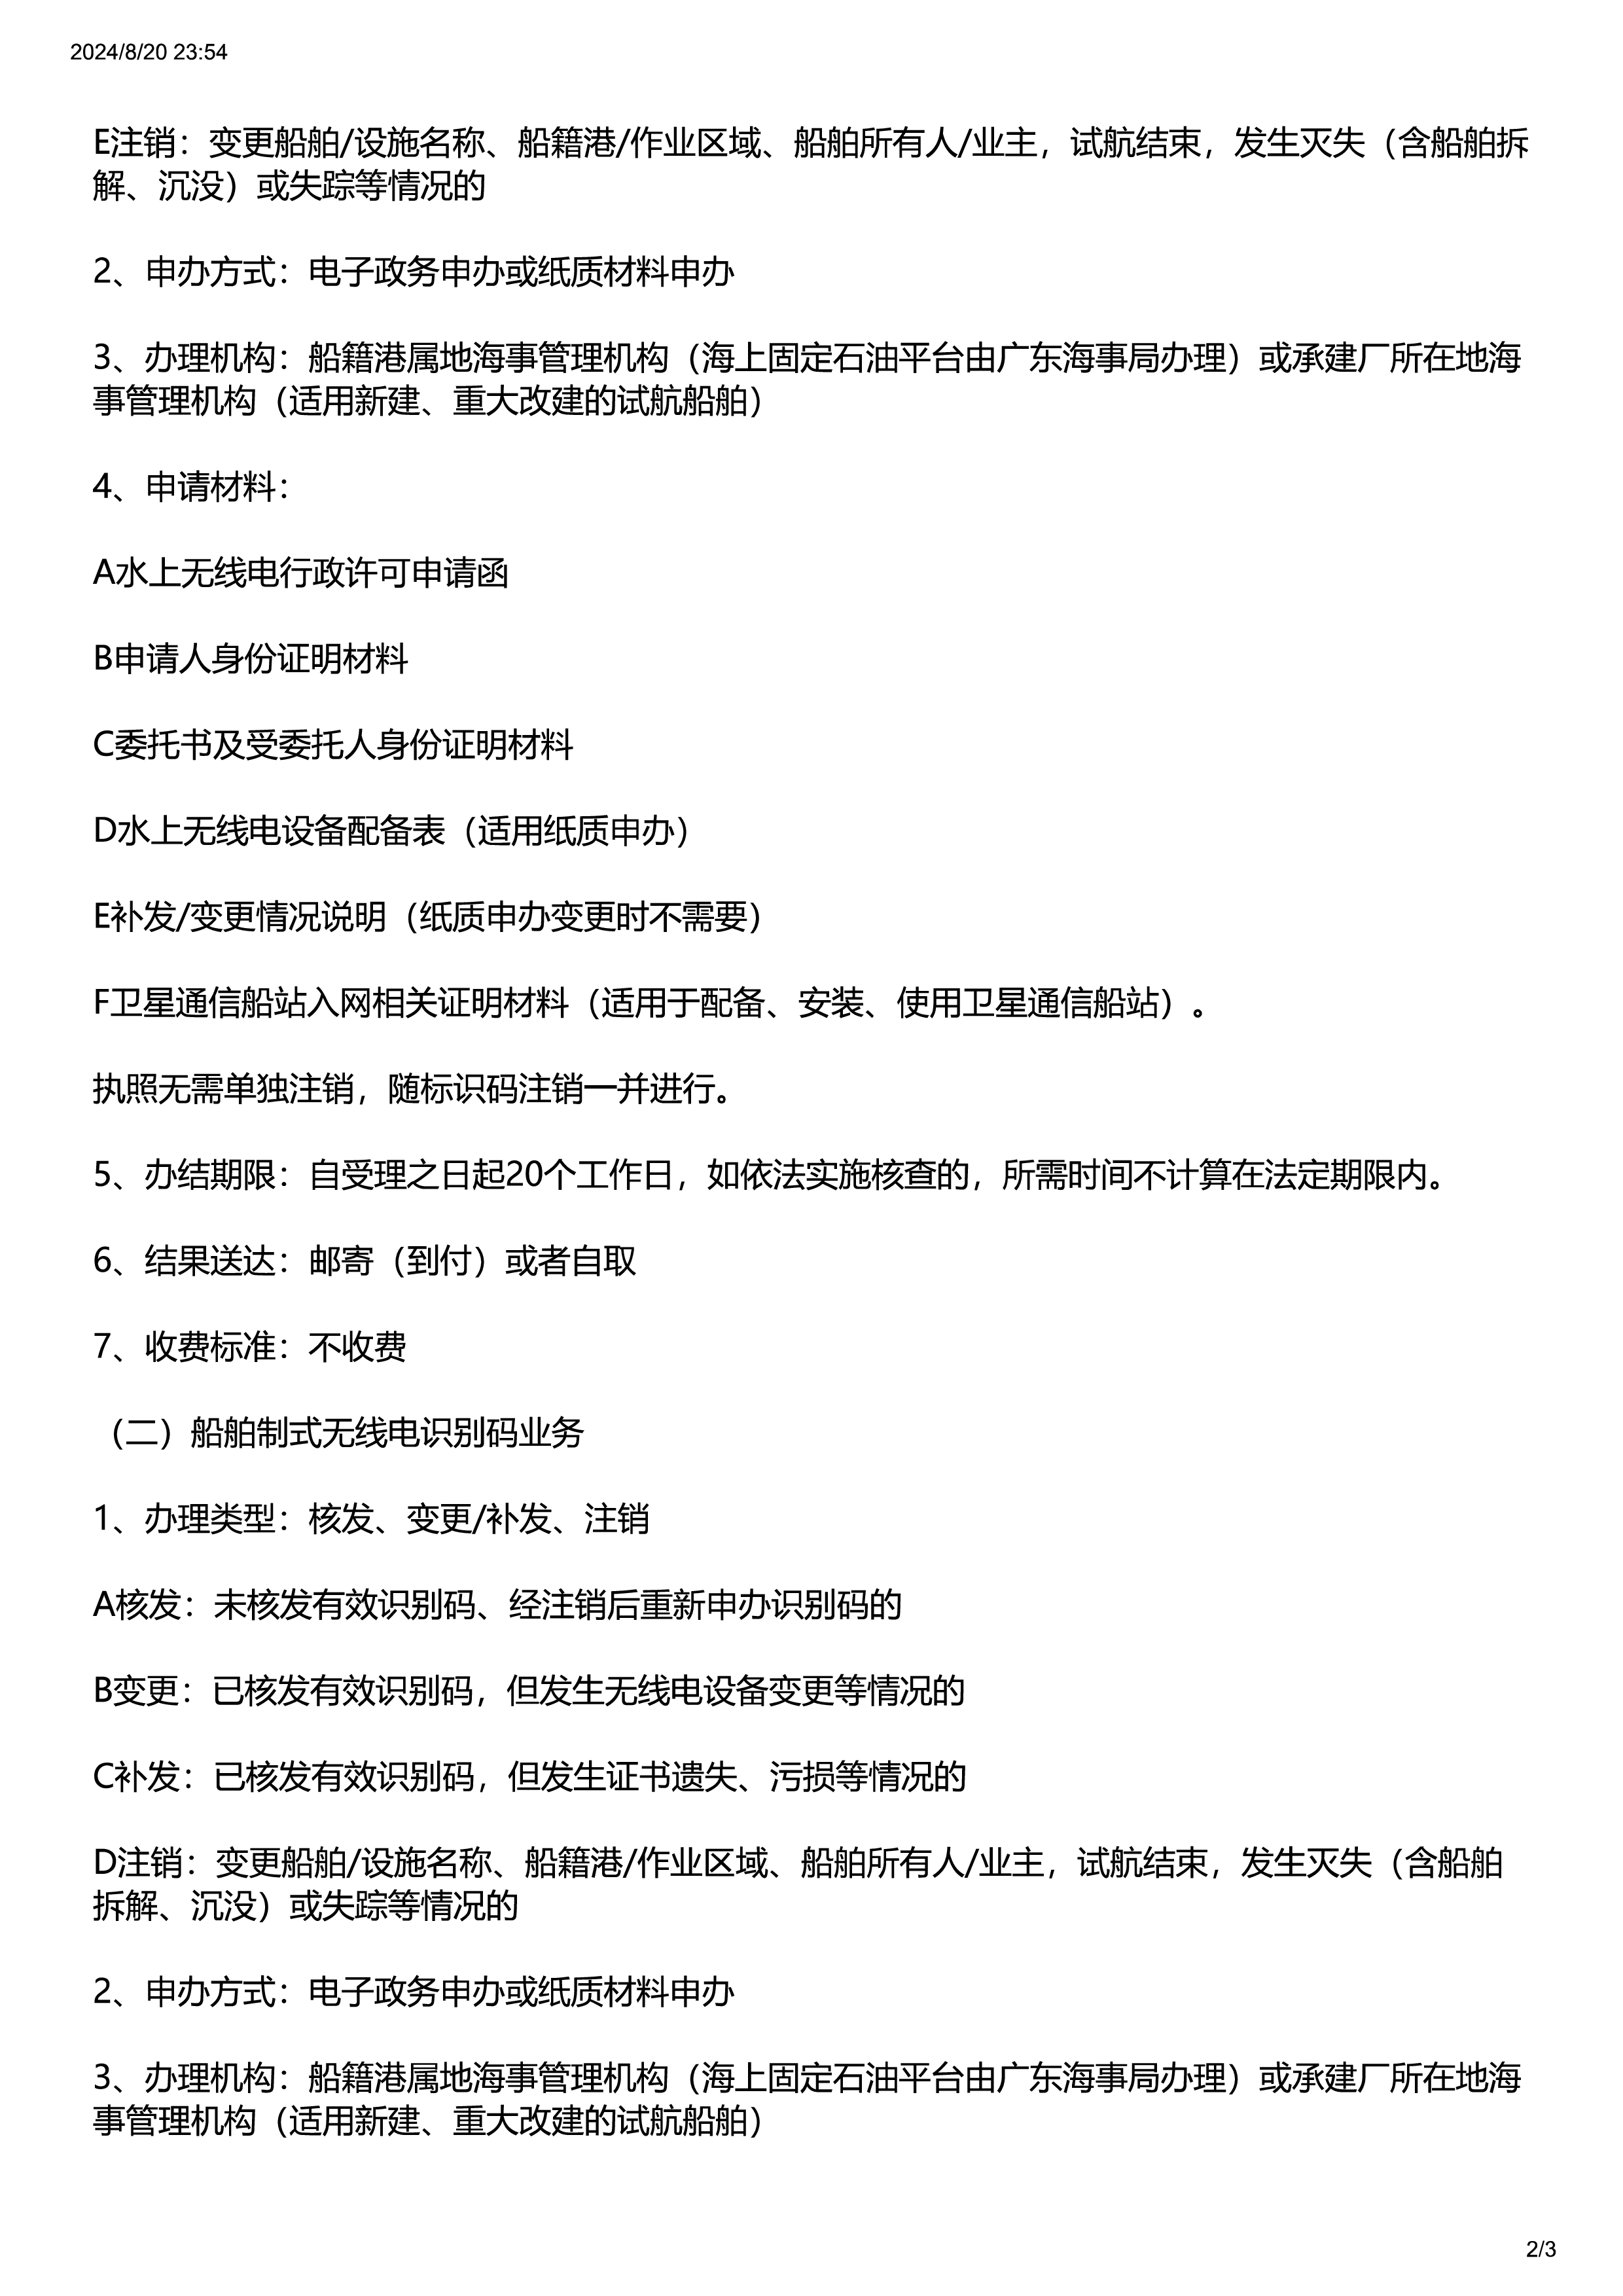 2024/8/20 23:54
E注销：变更船舶/设施名称、船籍港/作业区域、船舶所有人/业主，试航结束，发生灭失（含船舶拆
解、沉没）或失踪等情况的
2、申办方式：电子政务申办或纸质材料申办
3、办理机构：船籍港属地海事管理机构（海上固定石油平台由广东海事局办理）或承建厂所在地海
事管理机构（适用新建、重大改建的试航船舶）
4、申请材料：
A水上无线电行政许可申请函
B申请人身份证明材料
C委托书及受委托人身份证明材料
D水上无线电设备配备表（适用纸质申办）
E补发/变更情况说明（纸质申办变更时不需要）
F卫星通信船站入网相关证明材料（适用于配备、安装、使用卫星通信船站）。
执照无需单独注销，随标识码注销一并进行。
5、办结期限：自受理之日起20个工作日，如依法实施核查的，所需时间不计算在法定期限内。
6、结果送达：邮寄（到付）或者自取
7、收费标准：不收费
（二）船舶制式无线电识别码业务
1、办理类型：核发、变更/补发、注销
A核发：未核发有效识别码、经注销后重新申办识别码的
B变更：已核发有效识别码，但发生无线电设备变更等情况的
C补发：已核发有效识别码，但发生证书遗失、污损等情况的
D注销：变更船舶/设施名称、船籍港/作业区域、船舶所有人/业主，试航结束，发生灭失（含船舶
拆解、沉没）或失踪等情况的
2、申办方式：电子政务申办或纸质材料申办
3、办理机构：船籍港属地海事管理机构（海上固定石油平台由广东海事局办理）或承建厂所在地海
事管理机构（适用新建、重大改建的试航船舶）
2/3